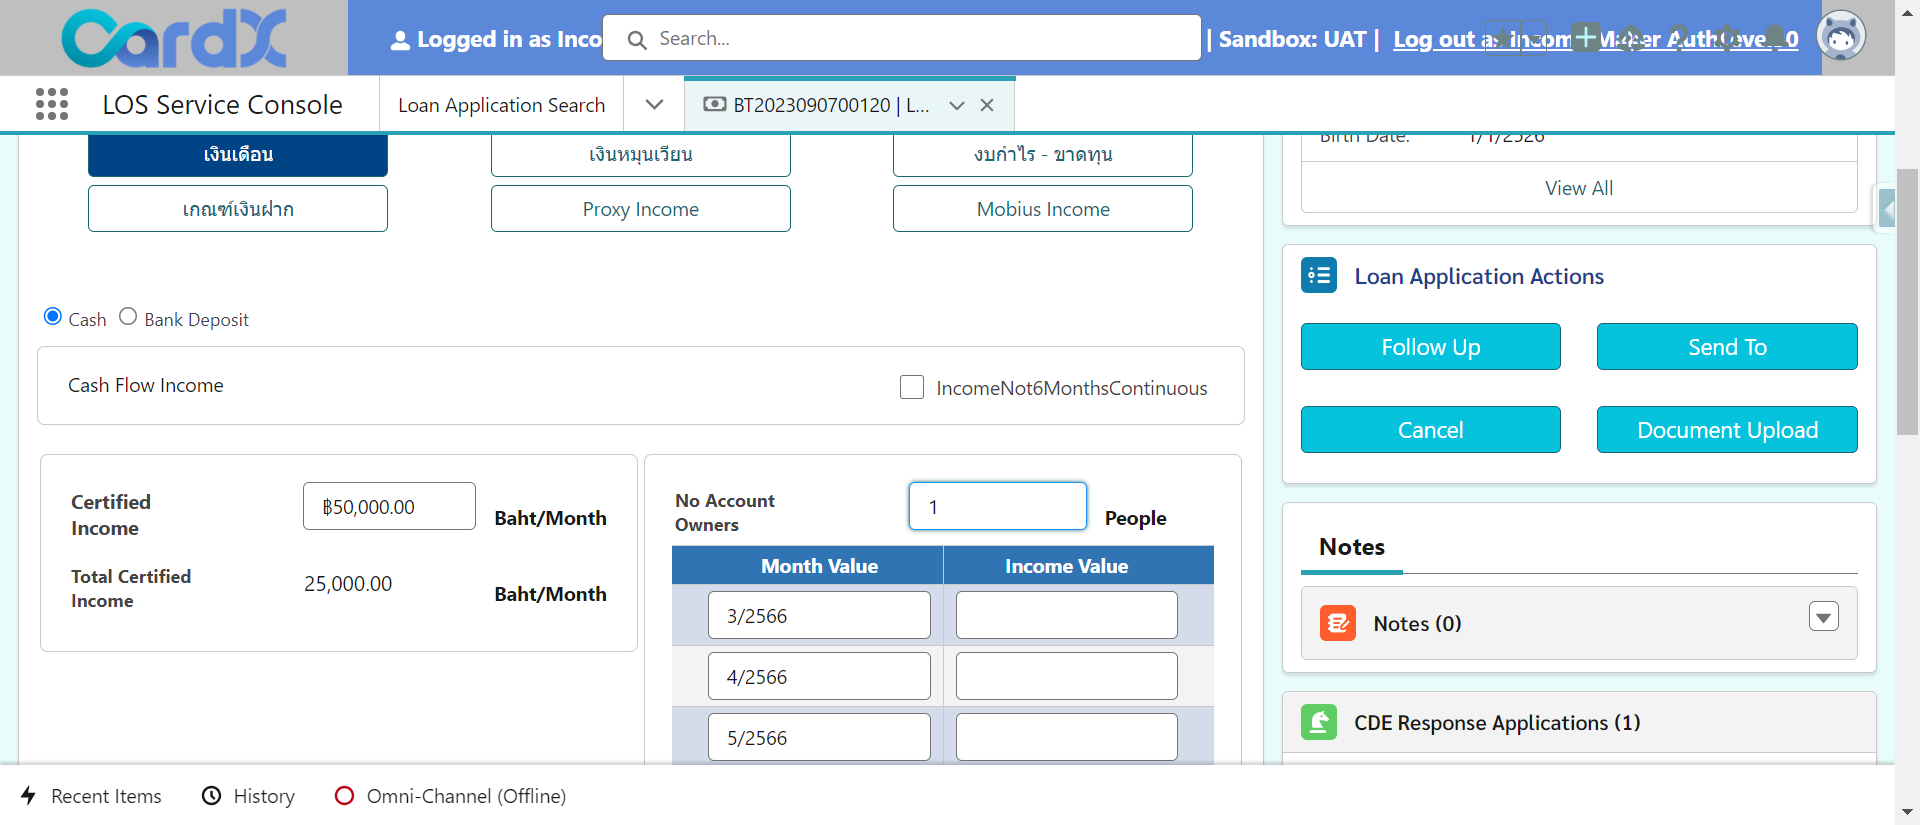 CardX
Logged in as Inco
Search...
| Sandbox: UAT |
Log out as
LOS Service Console
Loan Application Search
BT2023090700120 | L...
เงินเดือน
เงินหมุนเวียน
งบกำไร - ขาดทุน
เกณฑ์เงินฝาก
Proxy Income
Mobius Income
Cash
Bank Deposit
Cash Flow Income
IncomeNot6MonthsContinuous
Certified
Income
฿50,000.00
Baht/Month
Total Certified
Income
25,000.00
Baht/Month
No Account
Owners
1
People
Month Value
Income Value
3/2566
4/2566
5/2566
Birth Date:
1/1/2526
View All
Loan Application Actions
Follow Up
Send To
Cancel
Document Upload
Notes
Notes (0)
CDE Response Applications (1)
Recent Items
History
Omni-Channel (Offline)